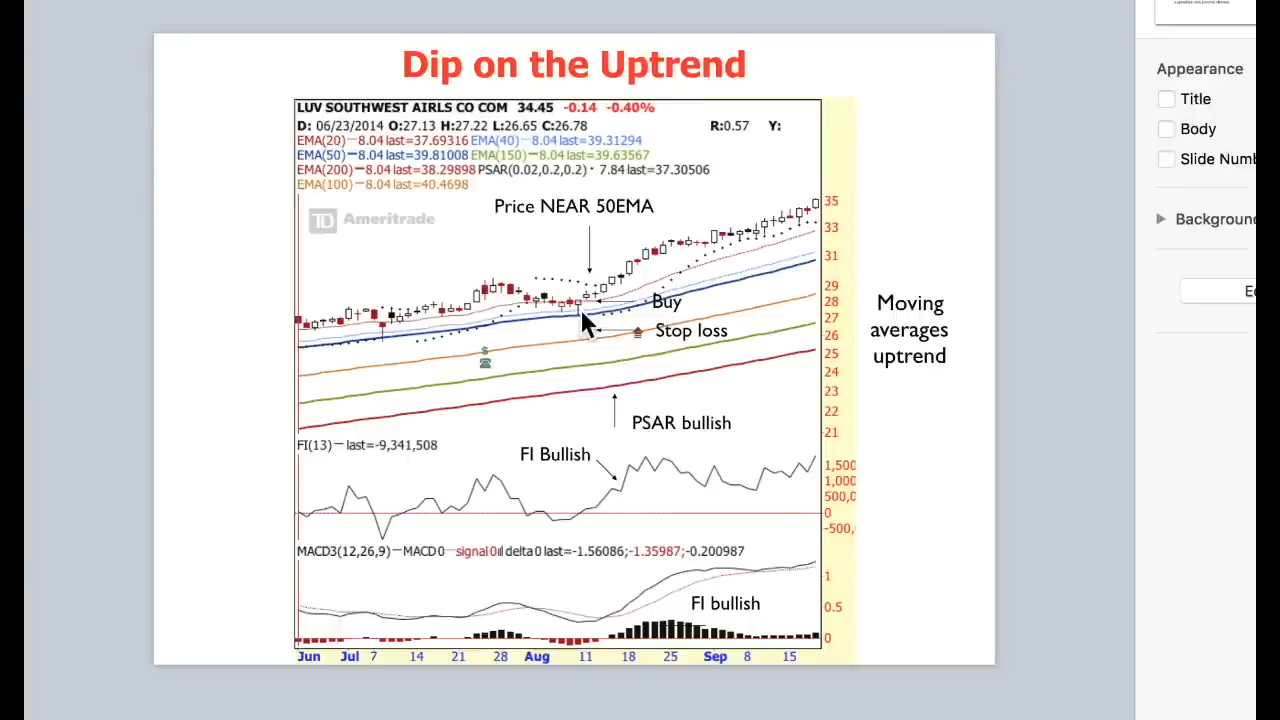 Dip on the Uptrend
LUV SOUTHWEST AIRLS CO COM 34.45 -0.14 -0.40%
D: 06/23/2014 O:27.13 H:27.22 L:26.65 C:26.78 R:0.57 Y:
EMA(20)-8.04 last=37.69316 EMA(40)-8.04 last=39.31294
EMA(50)-8.04 last=39.81008 EMA(150)-8.04 last=39.63567
EMA(200)-8.04 last=38.29898 PSAR(0.02,0.2,0.2)· 7.84 last=37.30506
EMA(100)-8.04 last=40.4698
TD Ameritrade
Price NEAR 50EMA
Buy
Stop loss
PSAR bullish
35
33
31
29
28
27
26
25
24
23
22
21
Moving
averages
uptrend
FI(13)-last=-9,341,508
FI Bullish
1,500
1,000
500,0
0
-500,
MACD3(12,26,9)-MACD 0 signal 0 delta 0 last=-1.56086;-1.35987;-0.200987
FI bullish
1
0.5
0
Jun Jul 7 14 21 28 Aug 11 18 25 Sep 8 15
Appearance
Title
Body
Slide Numb
Background